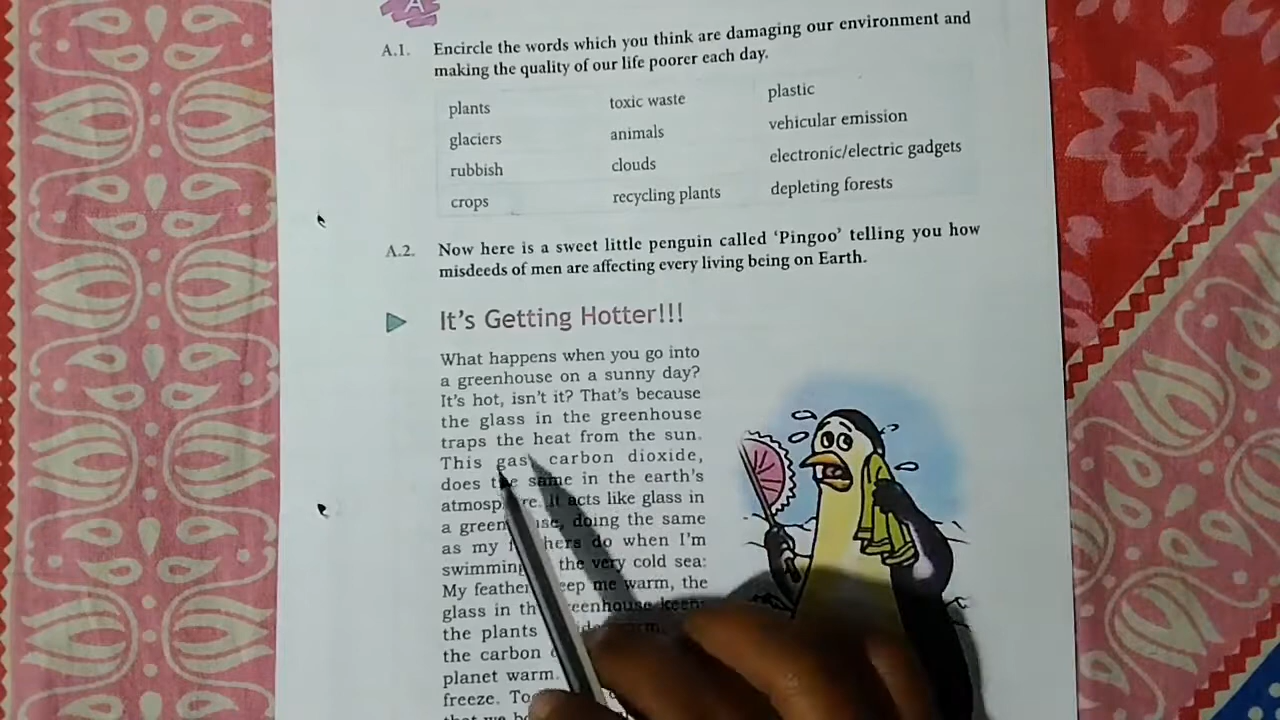 A
A.1. Encircle the words which you think are damaging our environment and
making the quality of our life poorer each day.
plants toxic waste plastic
glaciers animals vehicular emission
rubbish clouds electronic/electric gadgets
crops recycling plants depleting forests
A.2. Now here is a sweet little penguin called ‘Pingoo’ telling you how
misdeeds of men are affecting every living being on Earth.
It’s Getting Hotter!!!
What happens when you go into
a greenhouse on a sunny day?
It’s hot, isn’t it? That’s because
the glass in the greenhouse
traps the heat from the sun.
This gas, carbon dioxide,
does the same in the earth’s
It acts like glass in
a doing the same
as my do when I’m
swimming the very cold sea:
My me warm, the
glass in
the plants
the carbon
planet warm.
freeze.
that we